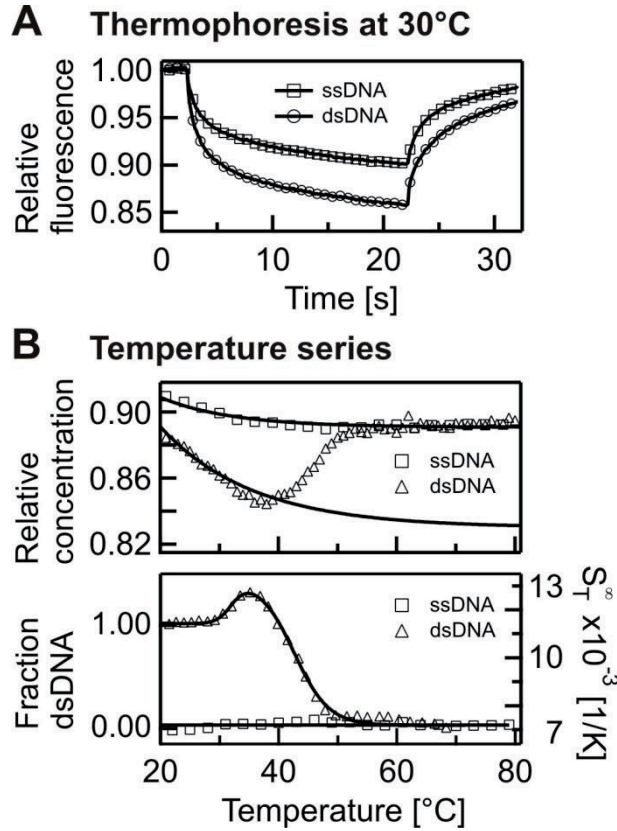 A Thermophoresis at 30°C
Relative fluorescence
1.00
0.95
0.90
0.85
ssDNA
dsDNA
0 10 20 30
Time [s]
B Temperature series
Relative concentration
0.90
0.86
0.82
ssDNA
dsDNA
Fraction dsDNA
1.00
0.00
ssDNA
dsDNA
13
11
7
S_T^∞ x10^-3 [1/K]
20 40 60 80
Temperature [°C]